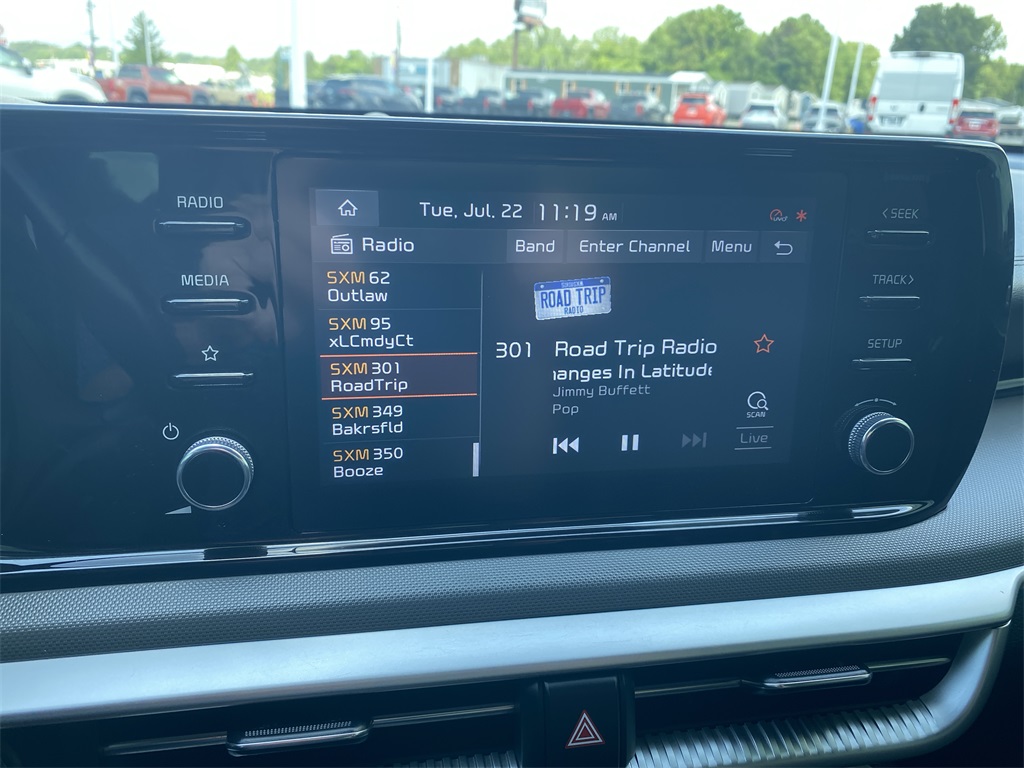 RADIO
MEDIA
Tue, Jul. 22 11:19 AM
UVO
Radio Band Enter Channel Menu
SXM 62
Outlaw
SXM 95
xLCmdyCt
SXM 301
RoadTrip
SXM 349
Bakrsfld
SXM 350
Booze
ROAD TRIP
RADIO
301 Road Trip Radio
hanges In Latitude
Jimmy Buffett
Pop
SCAN
Live
< SEEK
TRACK >
SETUP